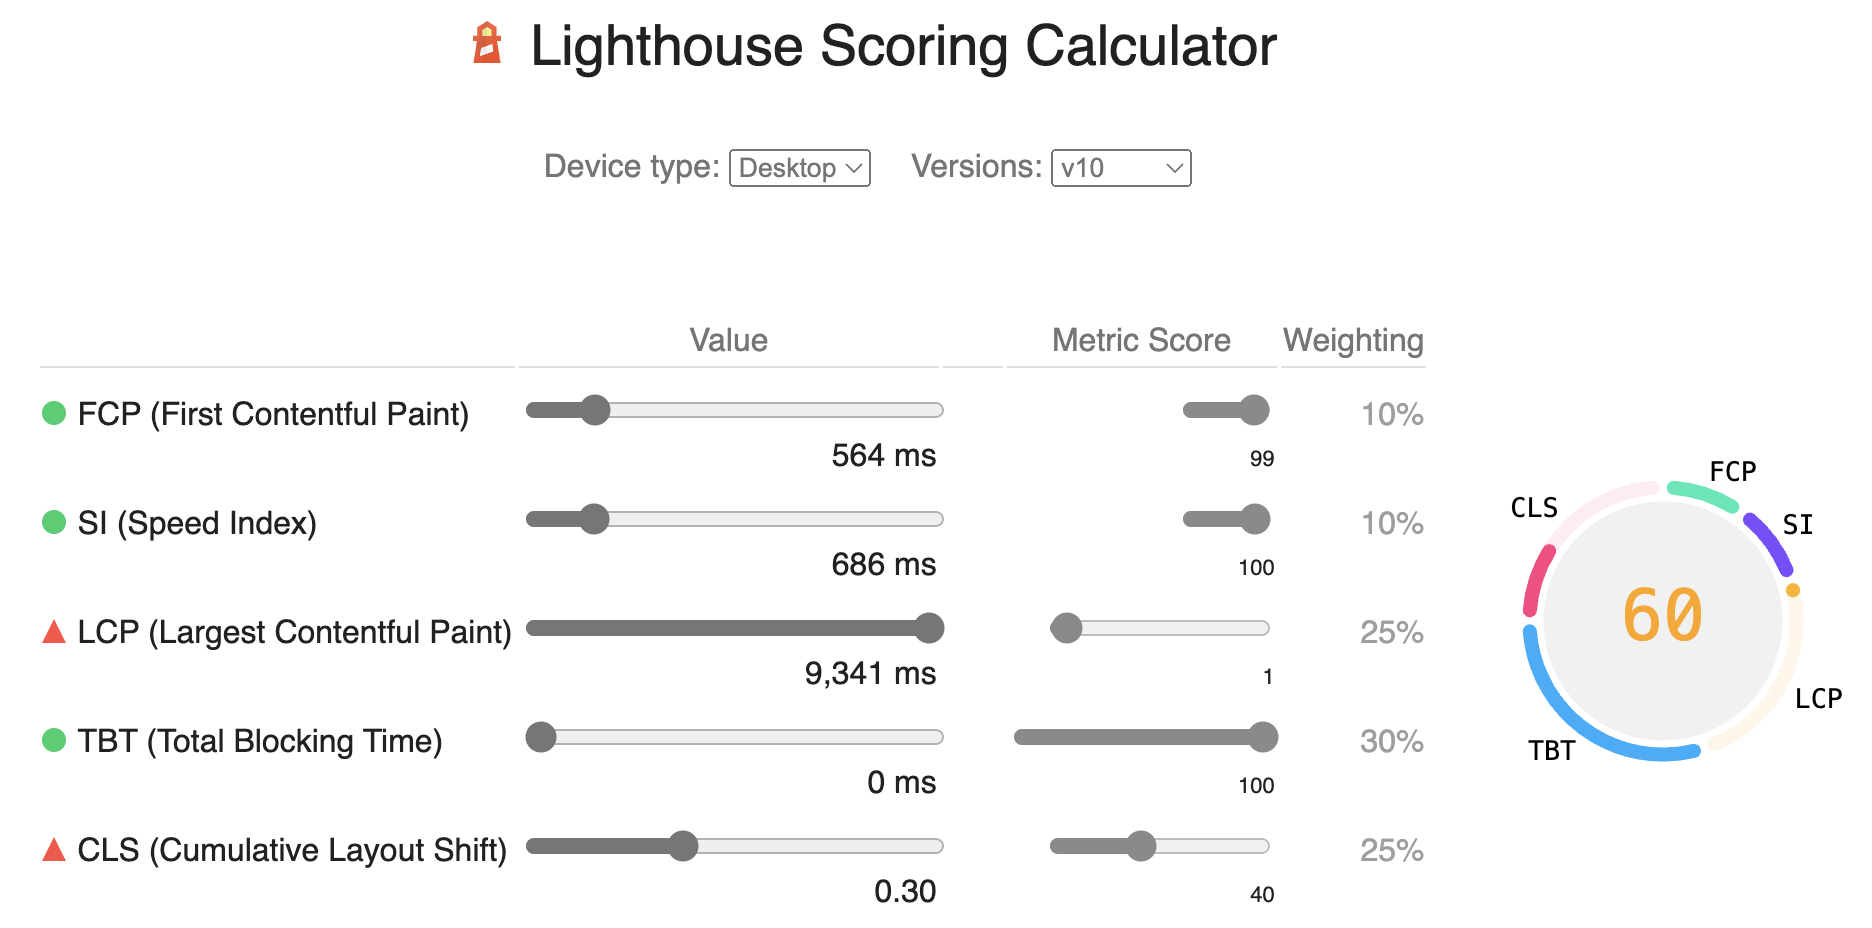 Lighthouse Scoring Calculator
Device type: Desktop Versions: v10
Value Metric Score Weighting
FCP (First Contentful Paint) 10%
564 ms 99
SI (Speed Index) 10%
686 ms 100
LCP (Largest Contentful Paint) 25%
9,341 ms 1
TBT (Total Blocking Time) 30%
0 ms 100
CLS (Cumulative Layout Shift) 25%
0.30 40
FCP
CLS
SI
60
LCP
TBT